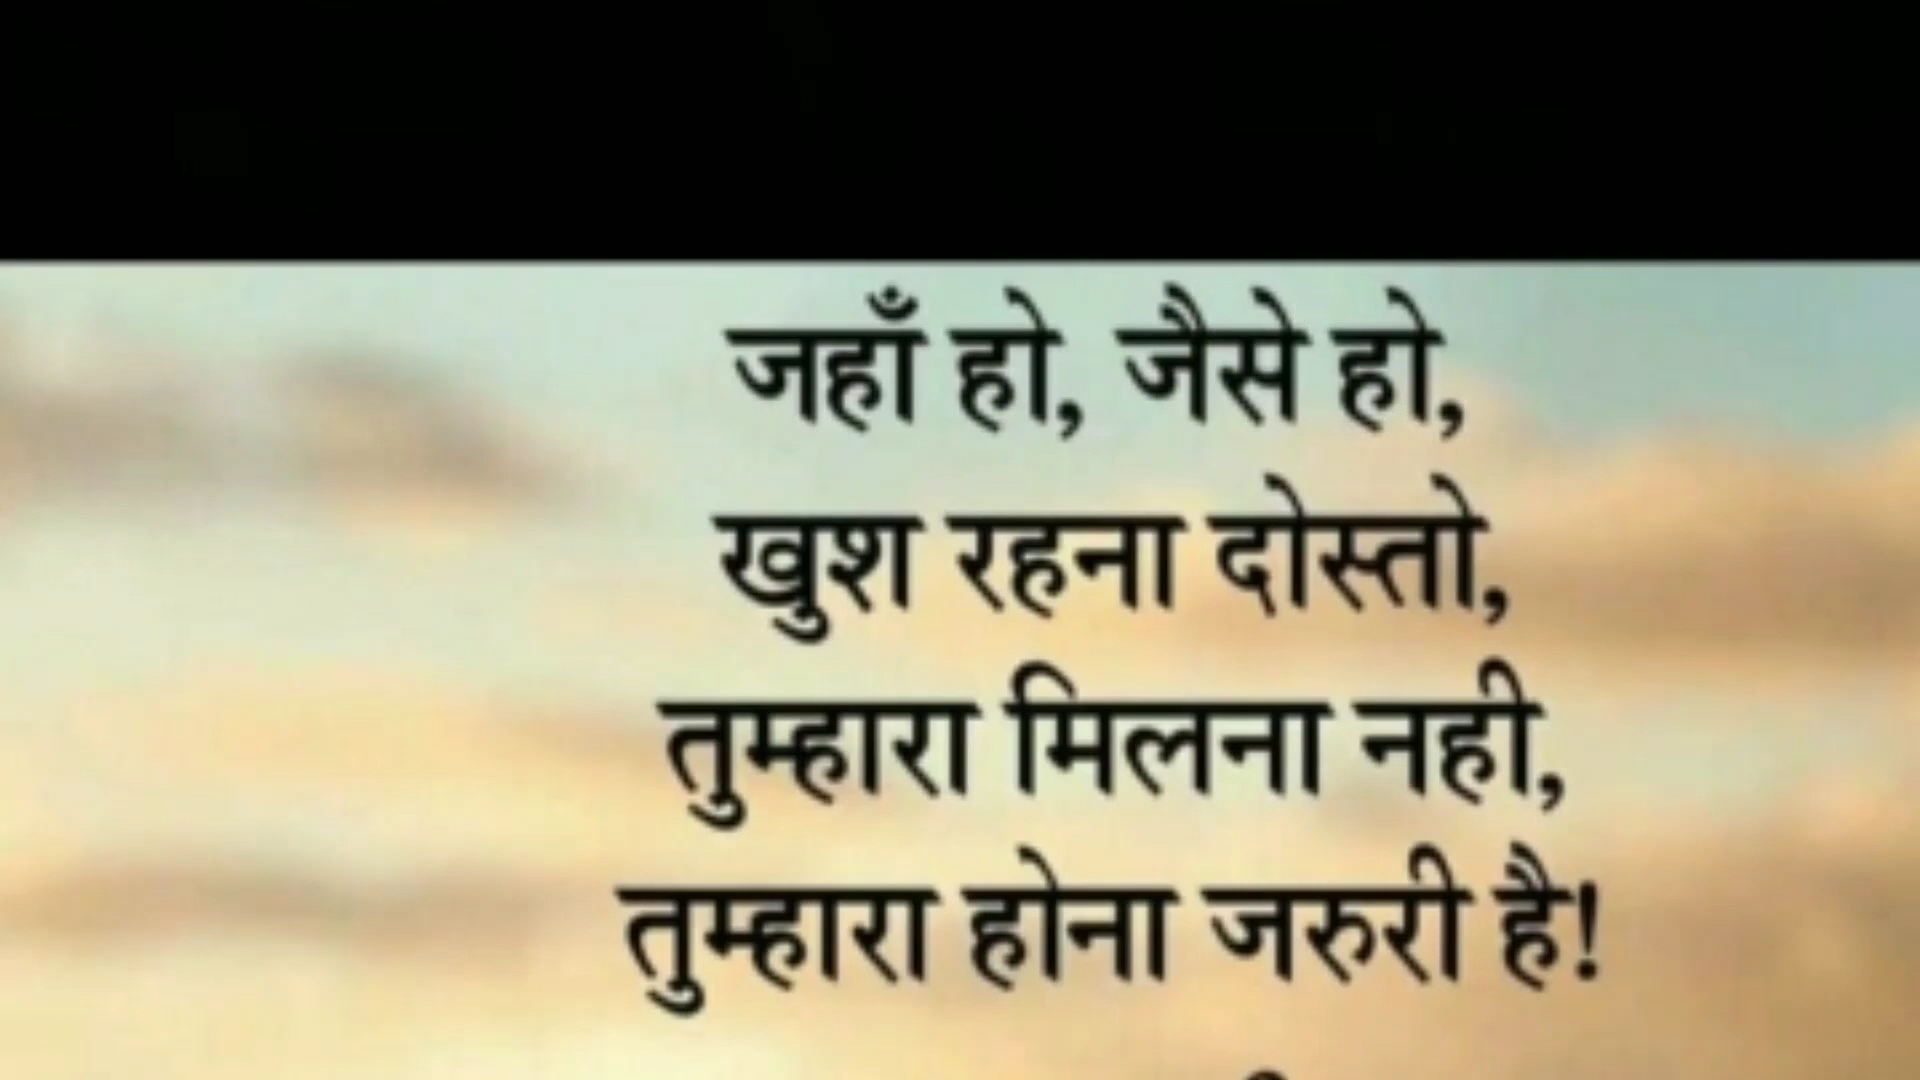 जहाँ हो, जैसे हो,
खुश रहना दोस्तो,
तुम्हारा मिलना नही,
तुम्हारा होना जरुरी है!